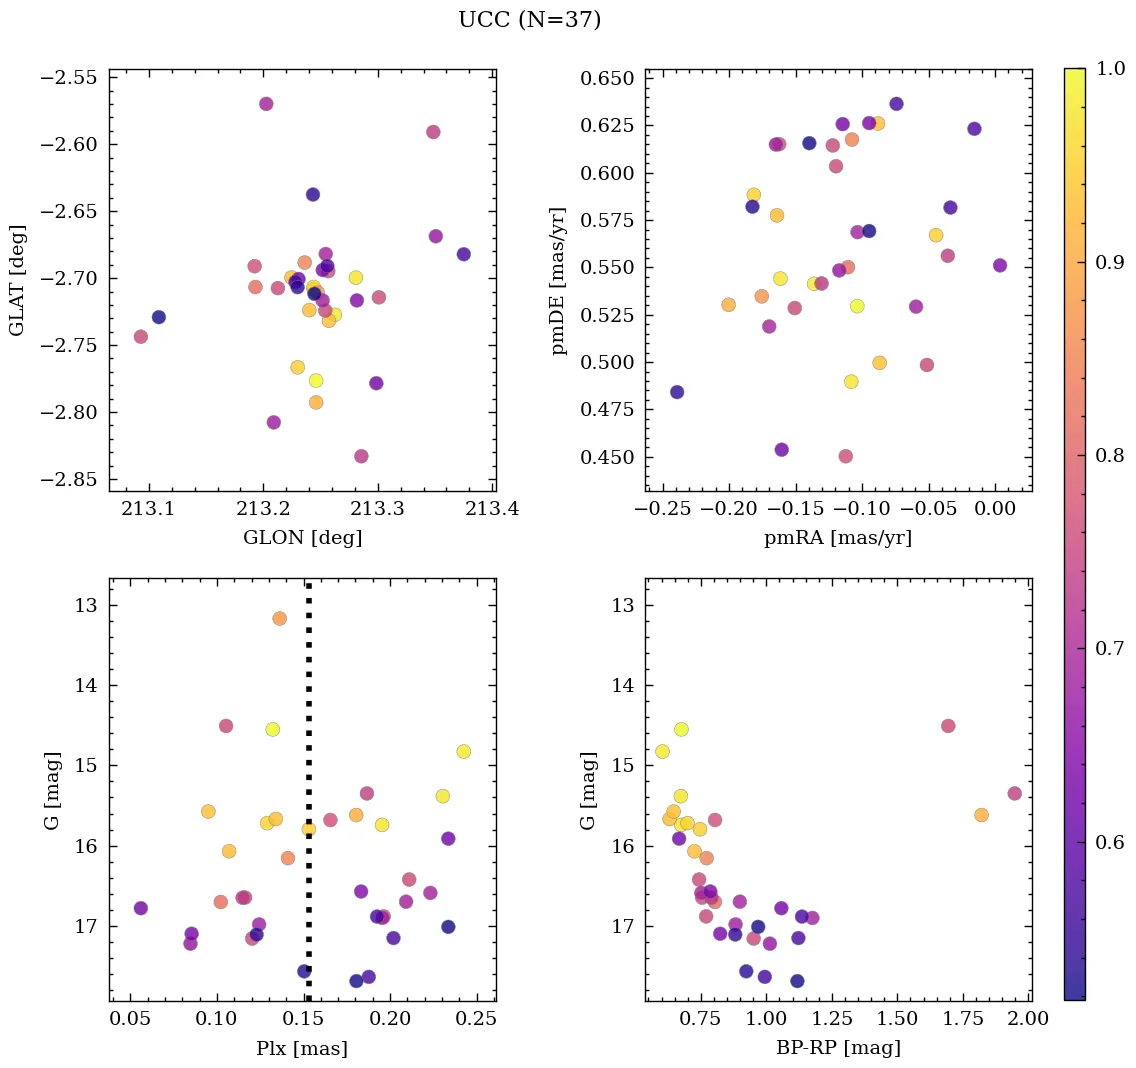 UCC (N=37)
−2.55
−2.60
−2.65
−2.70
−2.75
−2.80
−2.85
GLAT [deg]
213.1 213.2 213.3 213.4
GLON [deg]
0.650
0.625
0.600
0.575
0.550
0.525
0.500
0.475
0.450
pmDE [mas/yr]
−0.25 −0.20 −0.15 −0.10 −0.05 0.00
pmRA [mas/yr]
13
14
15
16
17
G [mag]
0.05 0.10 0.15 0.20 0.25
Plx [mas]
13
14
15
16
17
G [mag]
0.75 1.00 1.25 1.50 1.75 2.00
BP-RP [mag]
1.0
0.9
0.8
0.7
0.6